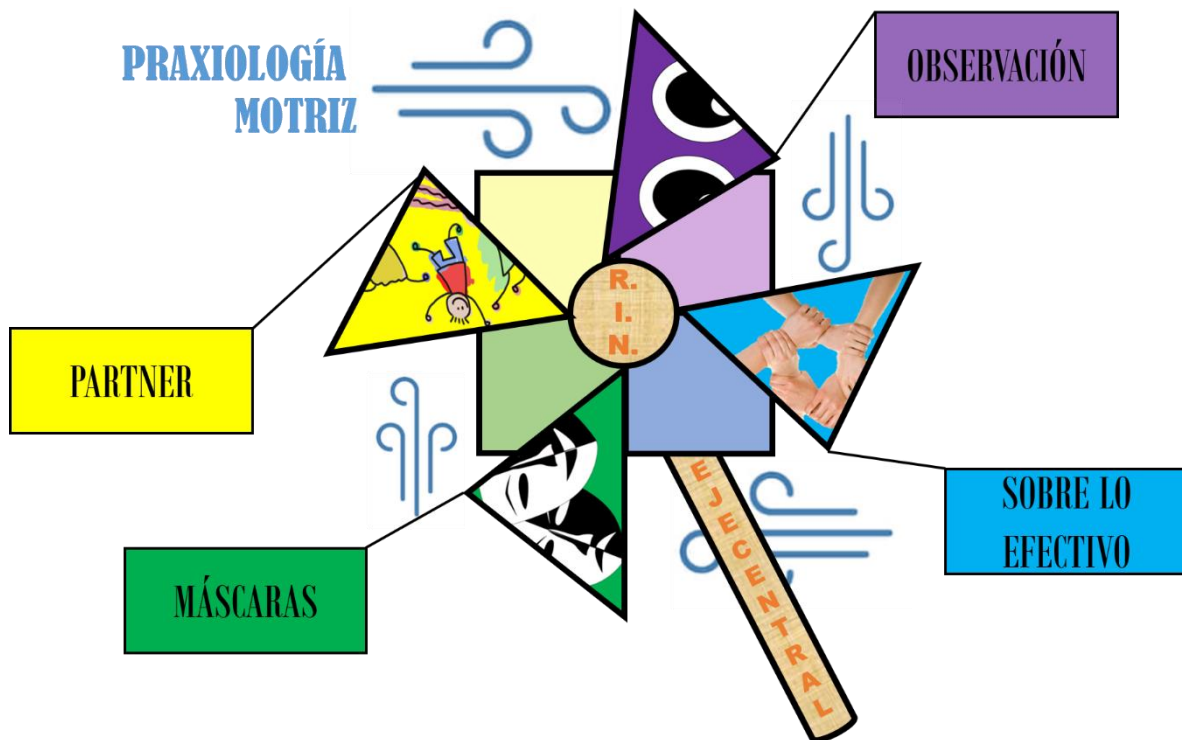 PRAXIOLOGÍA
MOTRIZ
OBSERVACIÓN
PARTNER
R.
I.
N.
SOBRE LO
EFECTIVO
MÁSCARAS
EJE CENTRAL